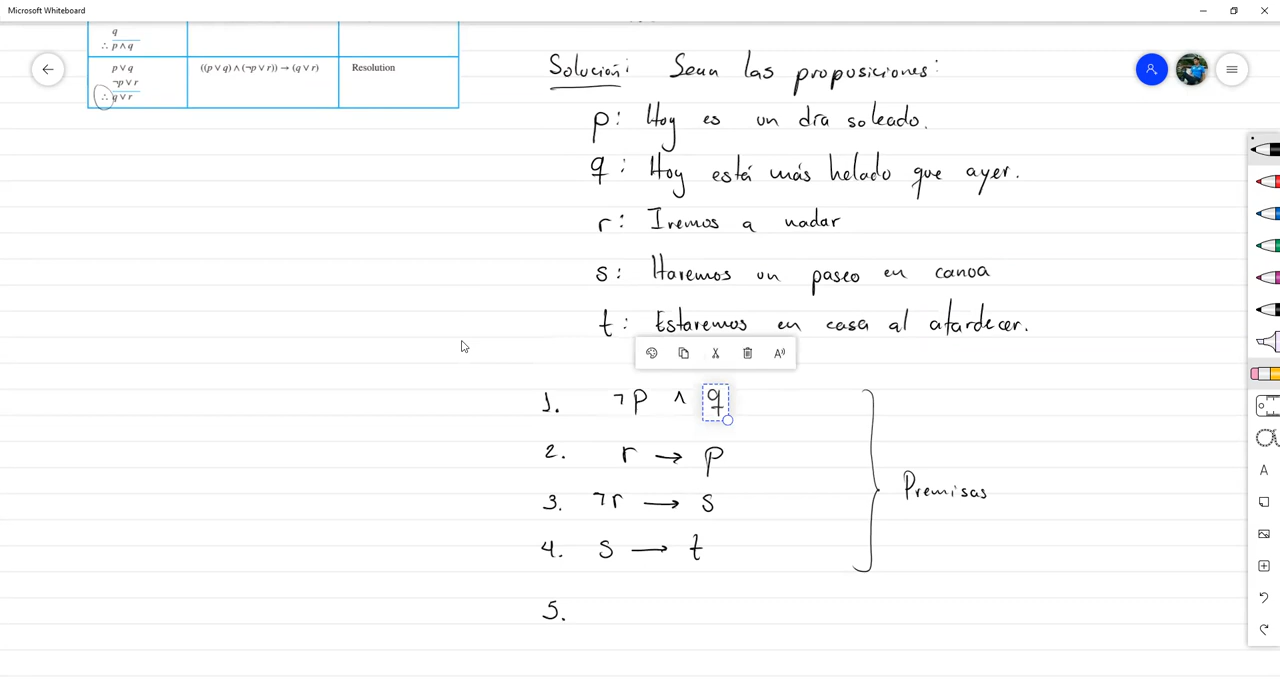 Microsoft Whiteboard
q
∴ p ∧ q
p ∨ q
¬p ∨ r
∴ q ∨ r
((p ∨ q) ∧ (¬p ∨ r)) → (q ∨ r)
Resolution
Solución: Sean las proposiciones:
p: Hoy es un día soleado.
q: Hoy está más helado que ayer.
r: Iremos a nadar
s: Haremos un paseo en canoa
t: Estaremos en casa al atardecer.
1. ¬p ∧ q
2. r → p
3. ¬r → s
4. s → t
Premisas
5.